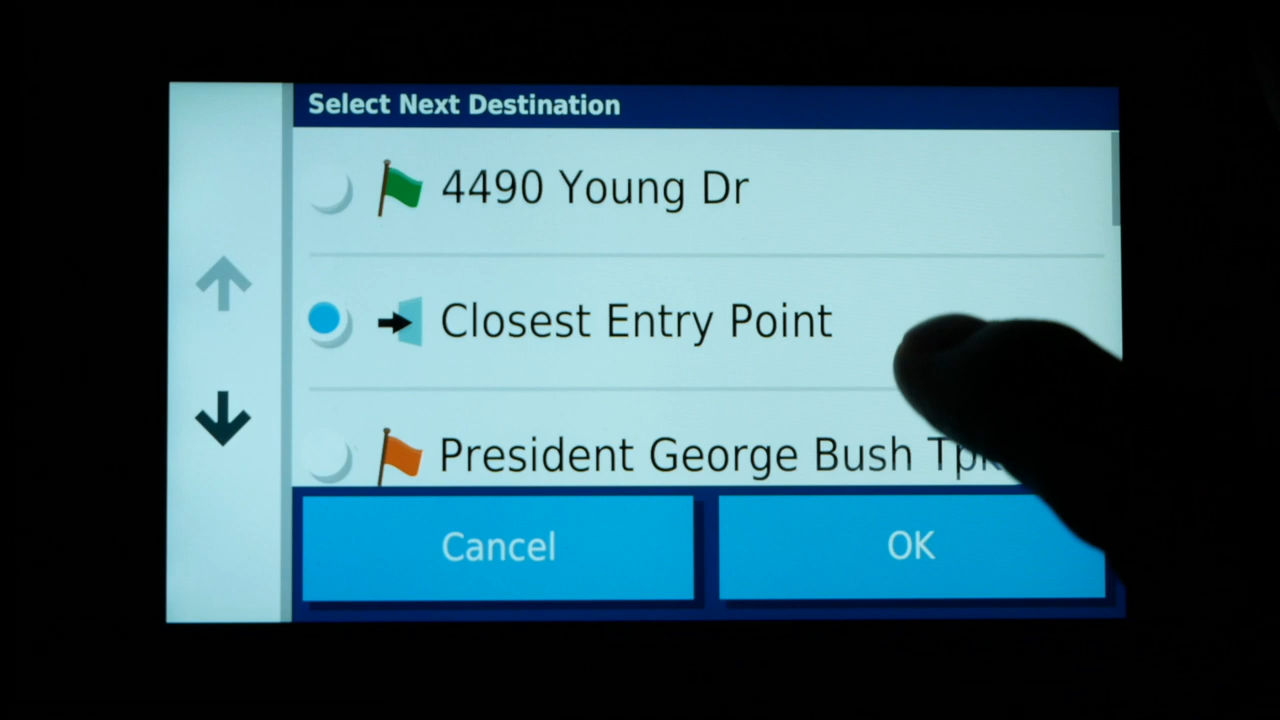 Select Next Destination
4490 Young Dr
Closest Entry Point
President George Bush
Cancel
OK